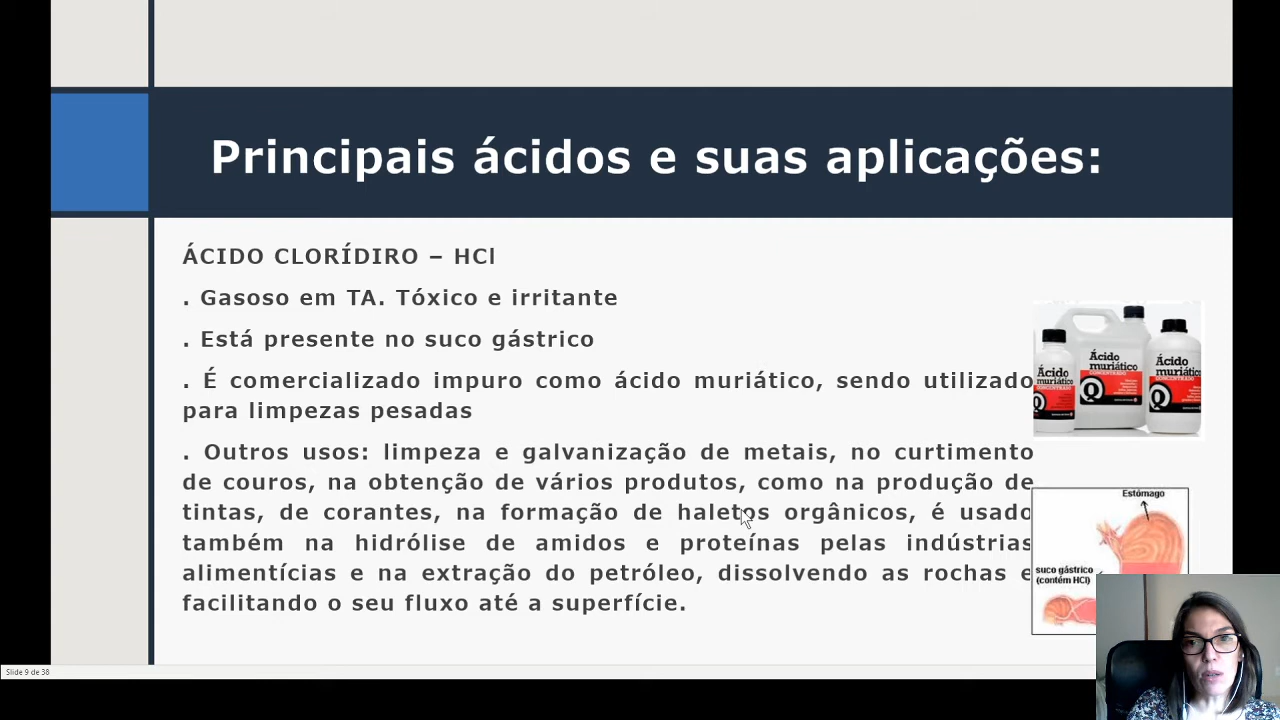 Principais ácidos e suas aplicações:
ÁCIDO CLORÍDIRO – HCl
. Gasoso em TA. Tóxico e irritante
. Está presente no suco gástrico
. É comercializado impuro como ácido muriático, sendo utilizado
para limpezas pesadas
. Outros usos: limpeza e galvanização de metais, no curtimento
de couros, na obtenção de vários produtos, como na produção de
tintas, de corantes, na formação de haletos orgânicos, é usado
também na hidrólise de amidos e proteínas pelas indústrias
alimentícias e na extração do petróleo, dissolvendo as rochas e
facilitando o seu fluxo até a superfície.
Ácido
muriático
CONCENTRADO
Q
Ácido
muriático
CONCENTRADO
Q
Ácido
muriático
CONCENTRADO
Q
Estômago
suco gástrico
(contém HCl)
Slide 9 de 38